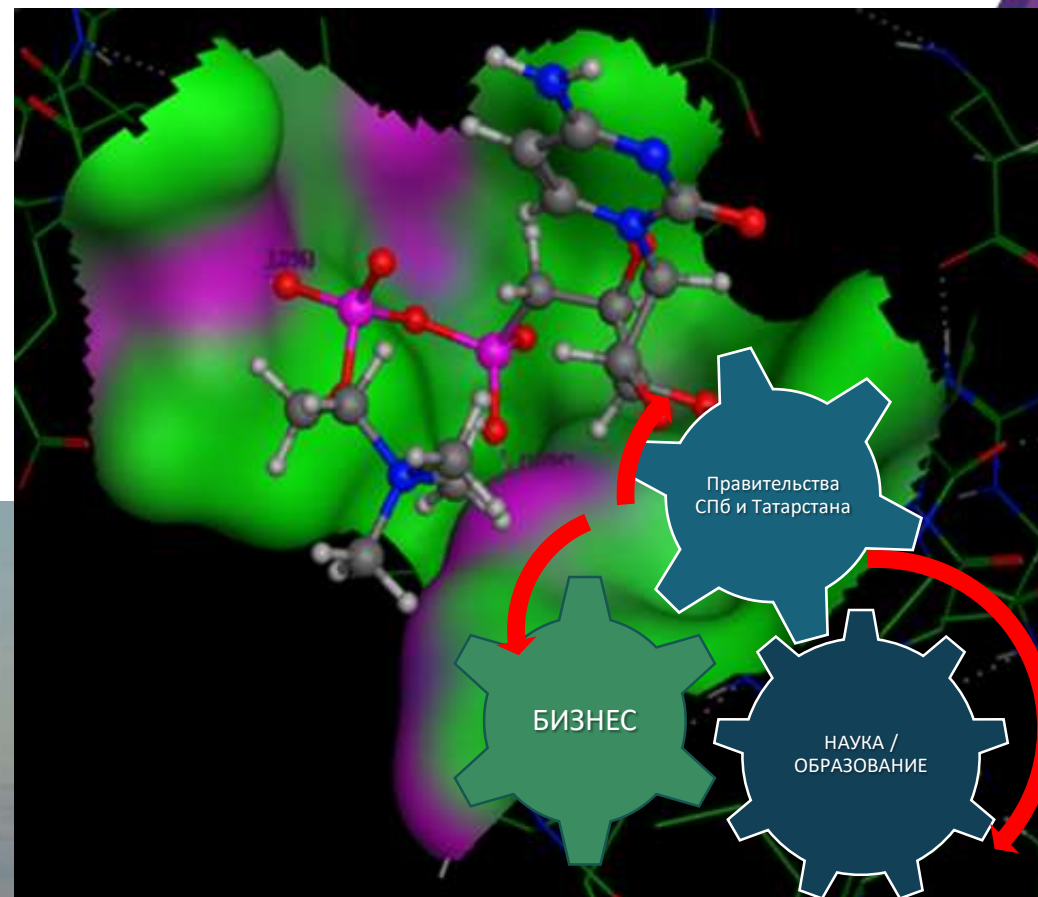 Правительства
СПб и Татарстана
БИЗНЕС
НАУКА /
ОБРАЗОВАНИЕ